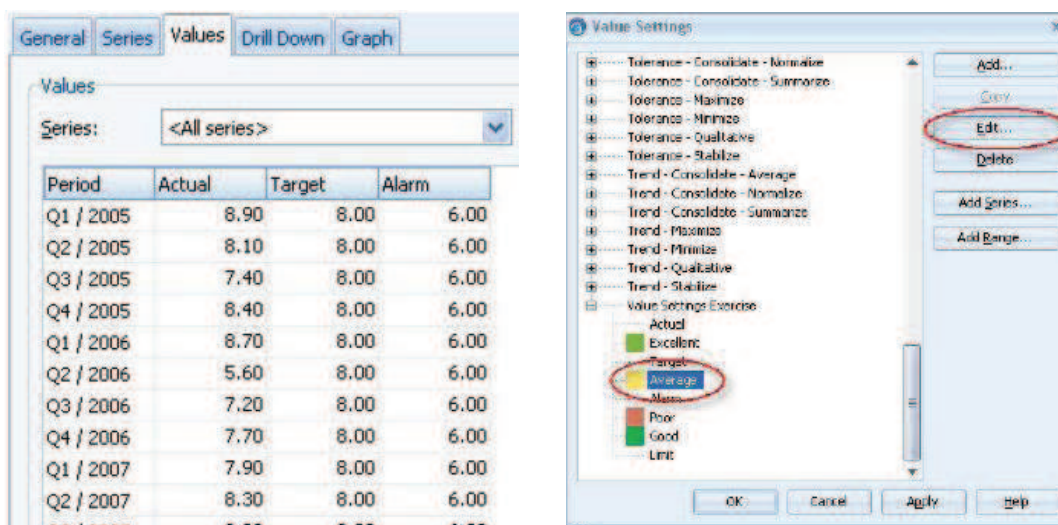 General Series Values Drill Down Graph
Values
Series: <All series>
Period Actual Target Alarm
Q1 / 2005 8.90 8.00 6.00
Q2 / 2005 8.10 8.00 6.00
Q3 / 2005 7.40 8.00 6.00
Q4 / 2005 8.40 8.00 6.00
Q1 / 2006 8.70 8.00 6.00
Q2 / 2006 5.60 8.00 6.00
Q3 / 2006 7.20 8.00 6.00
Q4 / 2006 7.70 8.00 6.00
Q1 / 2007 7.90 8.00 6.00
Q2 / 2007 8.30 8.00 6.00
Value Settings
Tolerance - Consolidate - Normalize
Tolerance - Consolidate - Summarize
Tolerance - Maximize
Tolerance - Minimize
Tolerance - Qualitative
Tolerance - Stabilize
Trend - Consolidate - Average
Trend - Consolidate - Normalize
Trend - Consolidate - Summarize
Trend - Maximize
Trend - Minimize
Trend - Qualitative
Trend - Stabilize
Value Settings Exercise
Actual
Excellent
Target
Average
Alarm
Poor
Good
Limit
Add...
Copy
Edit...
Delete
Add Series...
Add Range...
OK Cancel Apply Help